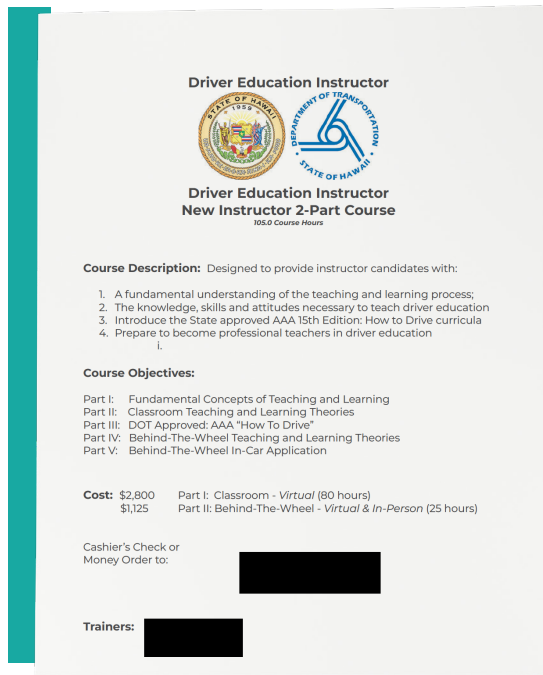 Driver Education Instructor
STATE OF HAWAII
1959
DEPARTMENT OF TRANSPORTATION
STATE OF HAWAII
Driver Education Instructor
New Instructor 2-Part Course
105.0 Course Hours
Course Description: Designed to provide instructor candidates with:
1. A fundamental understanding of the teaching and learning process;
2. The knowledge, skills and attitudes necessary to teach driver education
3. Introduce the State approved AAA 15th Edition: How to Drive curricula
4. Prepare to become professional teachers in driver education
i.
Course Objectives:
Part I: Fundamental Concepts of Teaching and Learning
Part II: Classroom Teaching and Learning Theories
Part III: DOT Approved: AAA “How To Drive”
Part IV: Behind-The-Wheel Teaching and Learning Theories
Part V: Behind-The-Wheel In-Car Application
Cost: $2,800 Part I: Classroom - Virtual (80 hours)
$1,125 Part II: Behind-The-Wheel - Virtual & In-Person (25 hours)
Cashier’s Check or
Money Order to:
Trainers: